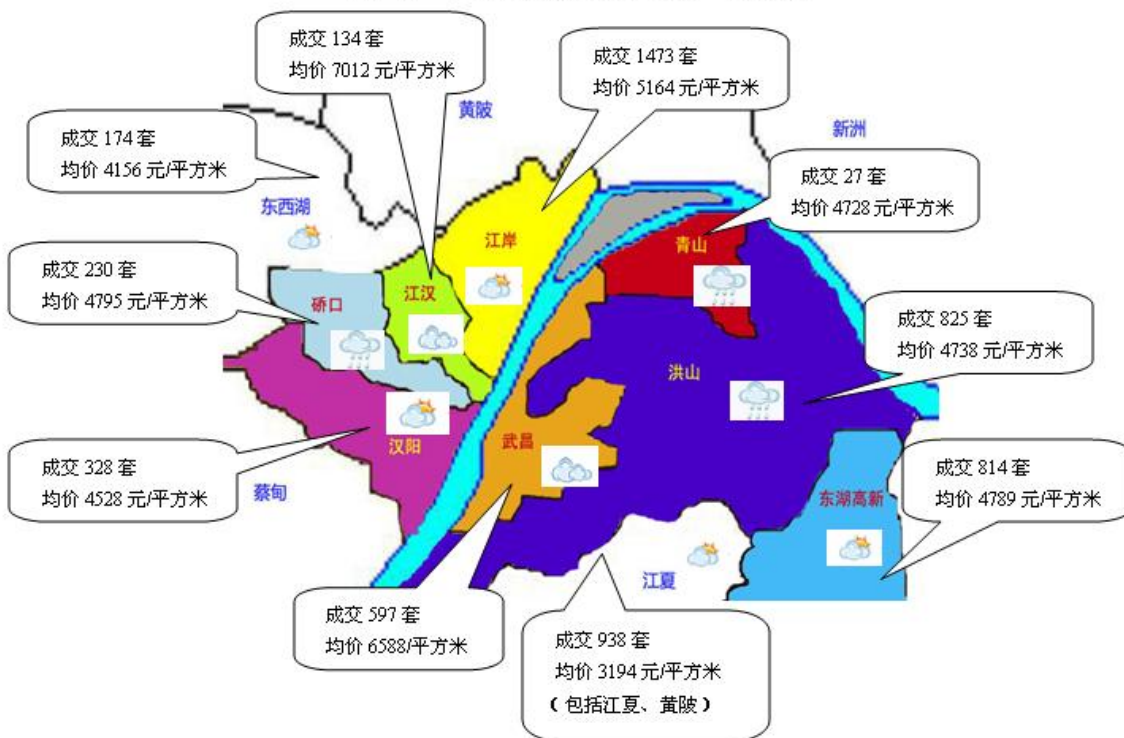 成交 134 套
均价 7012 元/平方米
成交 1473 套
均价 5164 元/平方米
黄陂
新洲
成交 174 套
均价 4156 元/平方米
成交 27 套
均价 4728 元/平方米
东西湖
江岸
青山
成交 230 套
均价 4795 元/平方米
硚口
江汉
成交 825 套
均价 4738 元/平方米
洪山
汉阳
武昌
成交 328 套
均价 4528 元/平方米
蔡甸
成交 814 套
均价 4789 元/平方米
东湖高新
江夏
成交 597 套
均价 6588/平方米
成交 938 套
均价 3194 元/平方米
（包括江夏、黄陂）